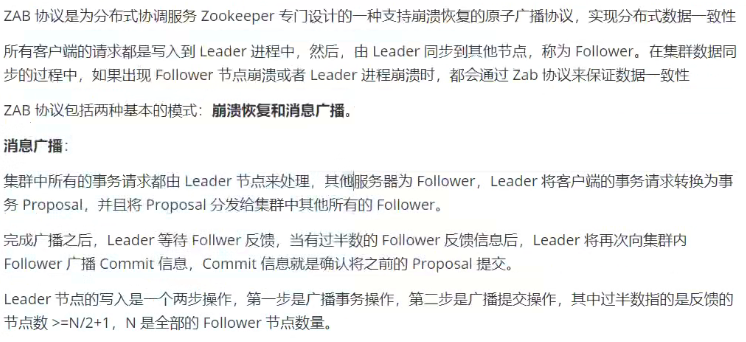 ZAB 协议是为分布式协调服务 Zookeeper 专门设计的一种支持崩溃恢复的原子广播协议，实现分布式数据一致性
所有客户端的请求都是写入到 Leader 进程中，然后，由 Leader 同步到其他节点，称为 Follower。在集群数据同
步的过程中，如果出现 Follower 节点崩溃或者 Leader 进程崩溃时，都会通过 Zab 协议来保证数据一致性
ZAB 协议包括两种基本的模式：崩溃恢复和消息广播。
消息广播：
集群中所有的事务请求都由 Leader 节点来处理，其他服务器为 Follower，Leader 将客户端的事务请求转换为事
务 Proposal，并且将 Proposal 分发给集群中其他所有的 Follower。
完成广播之后，Leader 等待 Follwer 反馈，当有过半数的 Follower 反馈信息后，Leader 将再次向集群内
Follower 广播 Commit 信息，Commit 信息就是确认将之前的 Proposal 提交。
Leader 节点的写入是一个两步操作，第一步是广播事务操作，第二步是广播提交操作，其中过半数指的是反馈的
节点数 >=N/2+1，N 是全部的 Follower 节点数量。